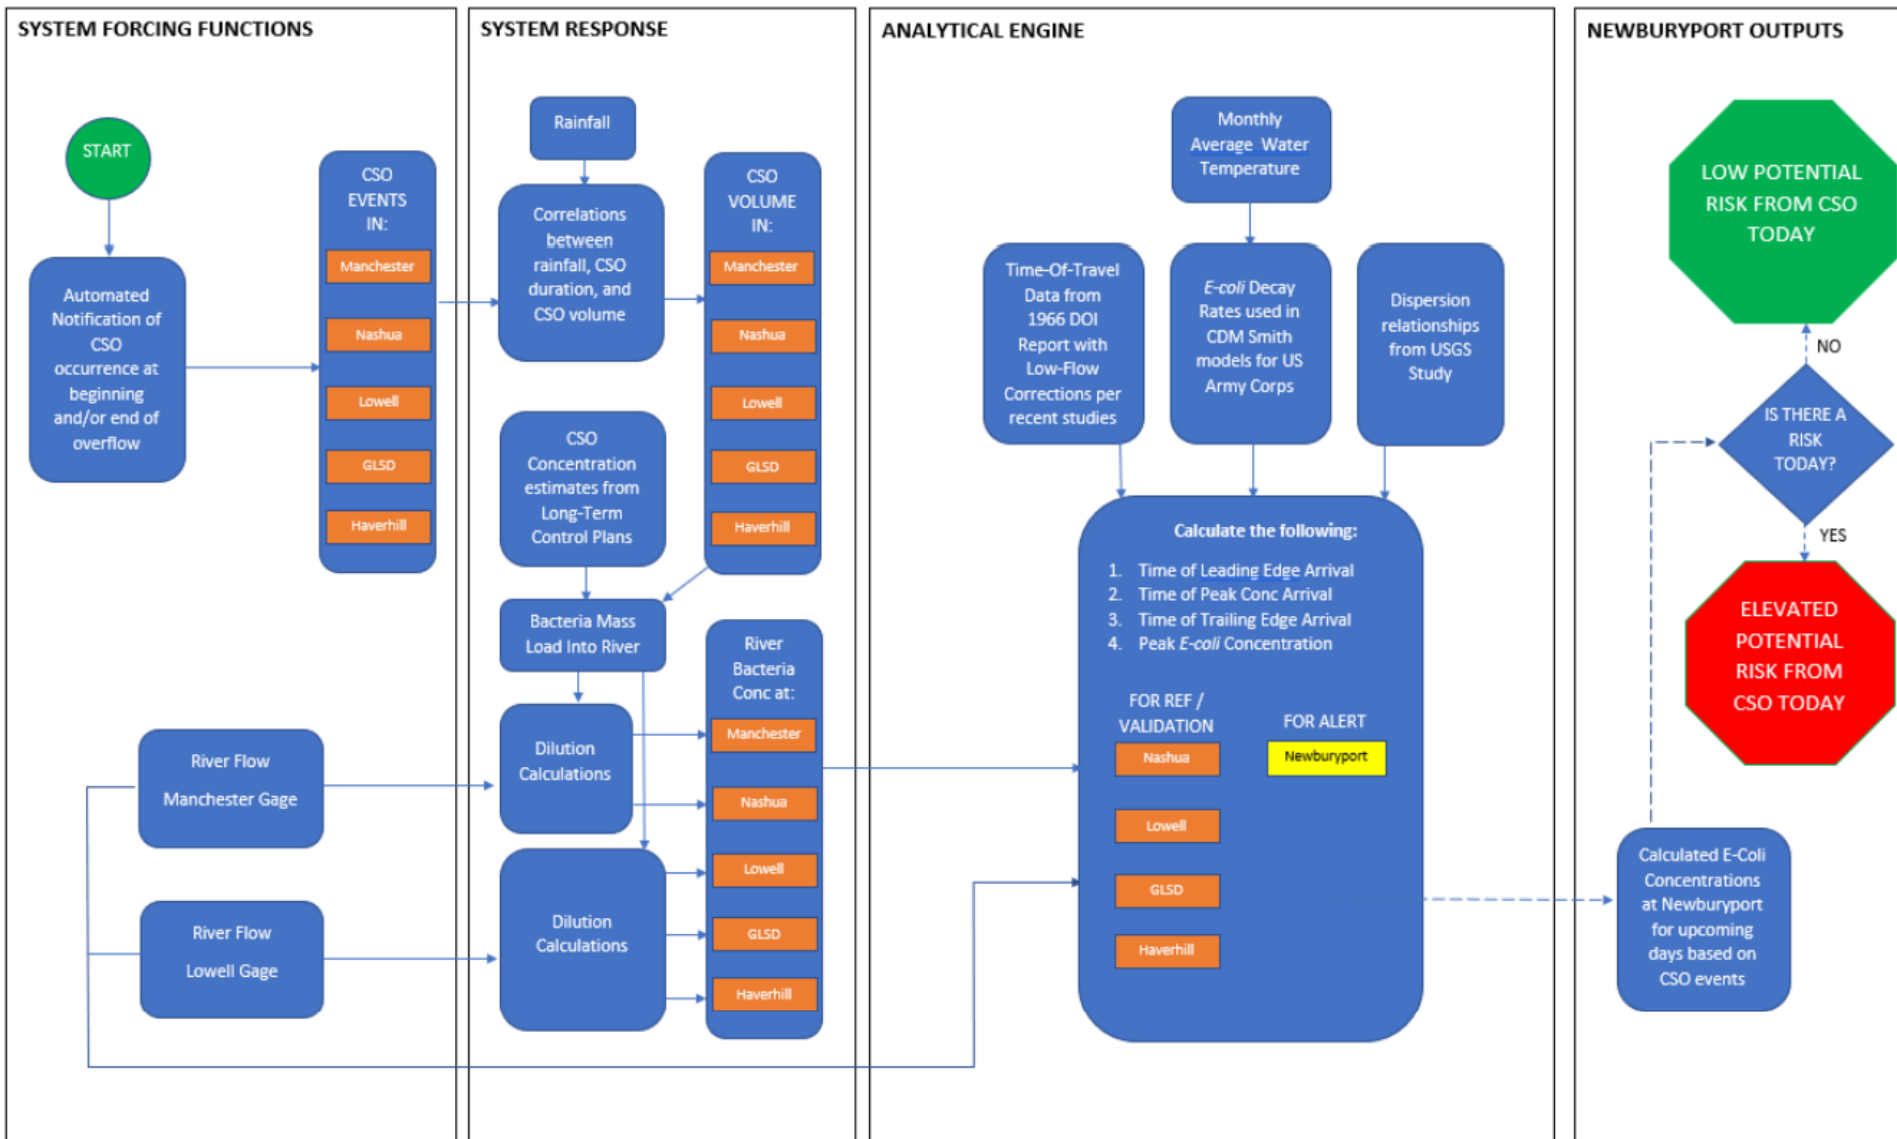 SYSTEM FORCING FUNCTIONS
START
Automated
Notification of
CSO
occurrence at
beginning
and/or end of
overflow
CSO
EVENTS
IN:
Manchester
Nashua
Lowell
GLSD
Haverhill
River Flow
Manchester Gage
River Flow
Lowell Gage
SYSTEM RESPONSE
Rainfall
Correlations
between
rainfall, CSO
duration, and
CSO volume
CSO
VOLUME
IN:
Manchester
Nashua
Lowell
GLSD
Haverhill
CSO
Concentration
estimates from
Long-Term
Control Plans
Bacteria Mass
Load Into River
Dilution
Calculations
Dilution
Calculations
River
Bacteria
Conc at:
Manchester
Nashua
Lowell
GLSD
Haverhill
ANALYTICAL ENGINE
Monthly
Average Water
Temperature
Time-Of-Travel
Data from
1966 DOI
Report with
Low-Flow
Corrections per
recent studies
E-coli Decay
Rates used in
CDM Smith
models for US
Army Corps
Dispersion
relationships
from USGS
Study
Calculate the following:
1. Time of Leading Edge Arrival
2. Time of Peak Conc Arrival
3. Time of Trailing Edge Arrival
4. Peak E-coli Concentration
FOR REF /
VALIDATION
Nashua
Lowell
GLSD
Haverhill
FOR ALERT
Newburyport
NEWBURYPORT OUTPUTS
LOW POTENTIAL
RISK FROM CSO
TODAY
NO
IS THERE A
RISK
TODAY?
YES
ELEVATED
POTENTIAL
RISK FROM
CSO TODAY
Calculated E-Coli
Concentrations
at Newburyport
for upcoming
days based on
CSO events